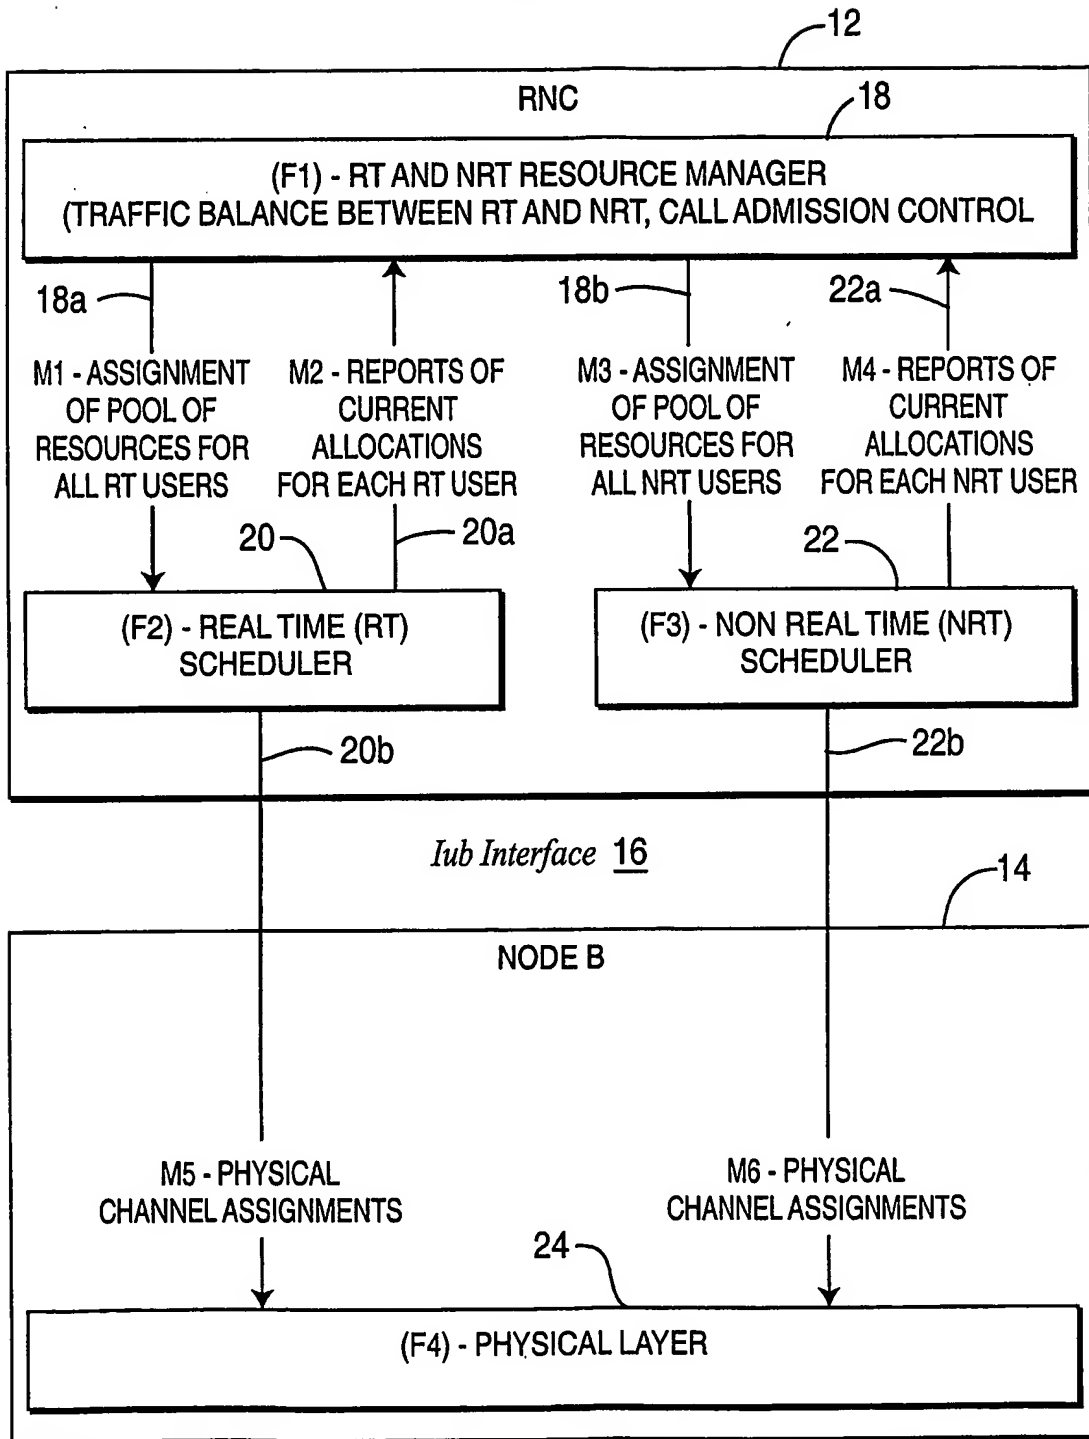 12
RNC
18
(F1) - RT AND NRT RESOURCE MANAGER
(TRAFFIC BALANCE BETWEEN RT AND NRT, CALL ADMISSION CONTROL
18a
18b
22a
M1 - ASSIGNMENT
OF POOL OF
RESOURCES FOR
ALL RT USERS
M2 - REPORTS OF
CURRENT
ALLOCATIONS
FOR EACH RT USER
M3 - ASSIGNMENT
OF POOL OF
RESOURCES FOR
ALL NRT USERS
M4 - REPORTS OF
CURRENT
ALLOCATIONS
FOR EACH NRT USER
20
20a
22
(F2) - REAL TIME (RT)
SCHEDULER
(F3) - NON REAL TIME (NRT)
SCHEDULER
20b
22b
Iub Interface 16
14
NODE B
M5 - PHYSICAL
CHANNEL ASSIGNMENTS
M6 - PHYSICAL
CHANNEL ASSIGNMENTS
24
(F4) - PHYSICAL LAYER